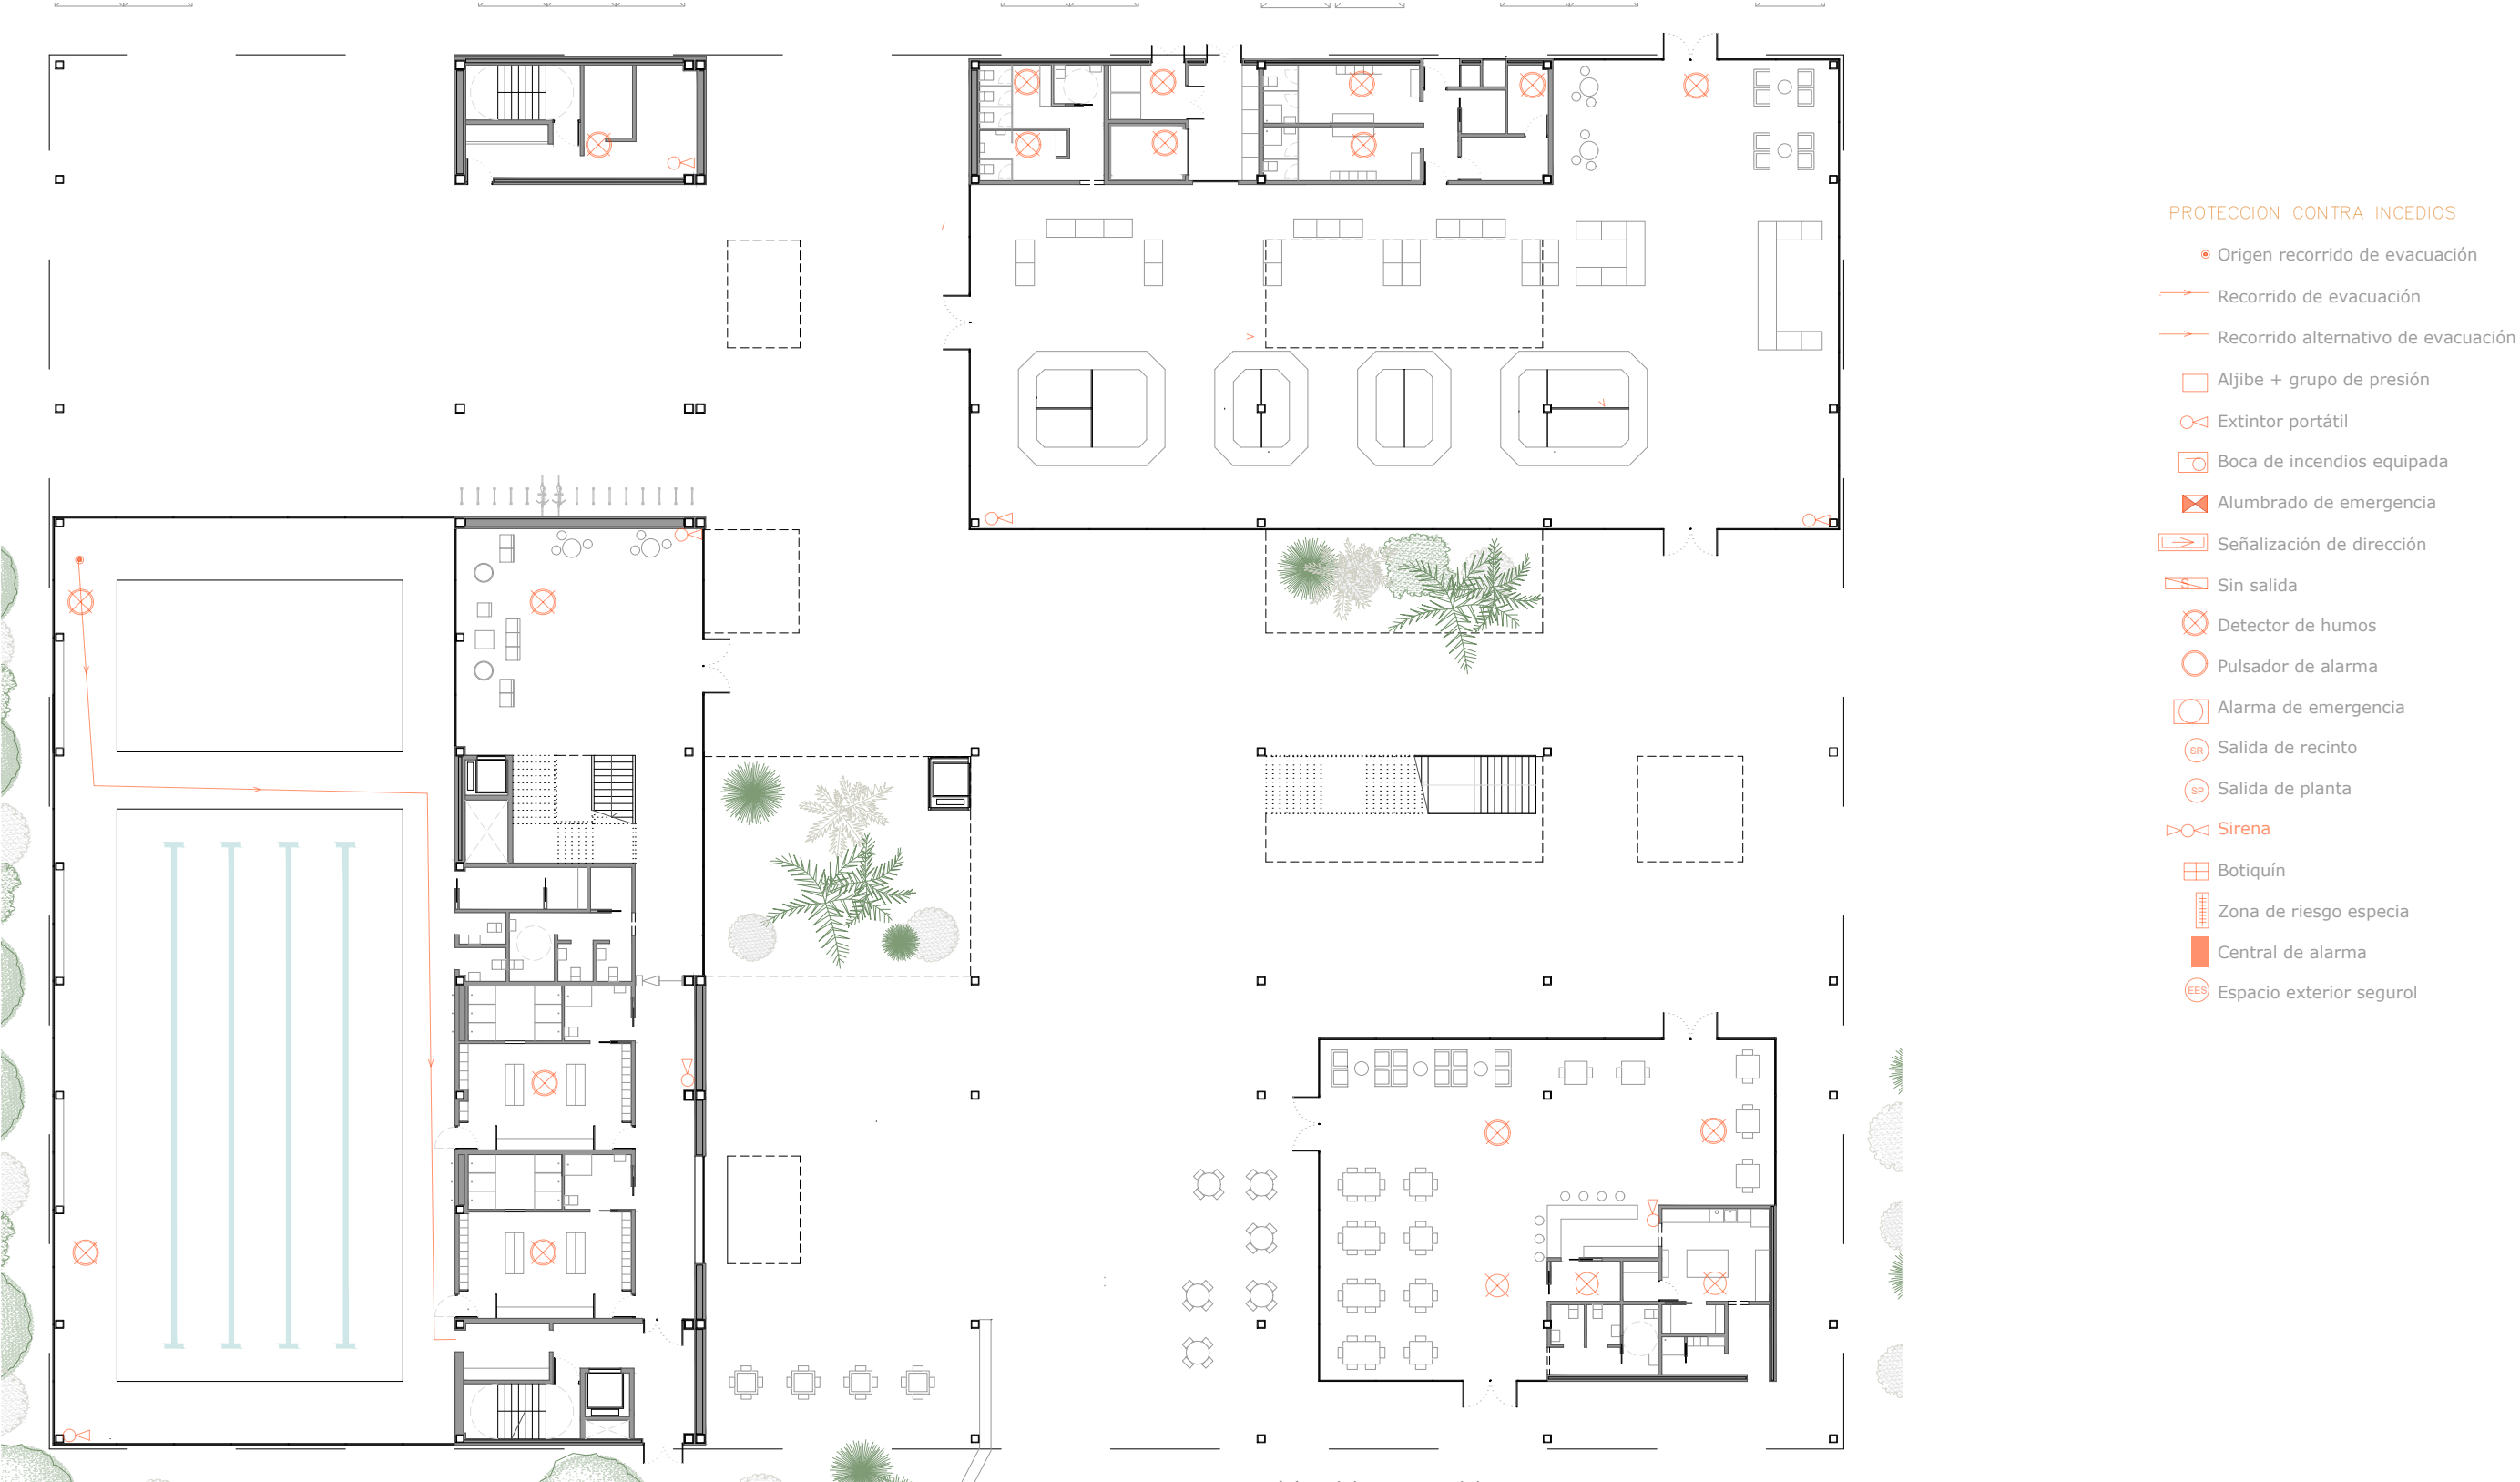 PROTECCION CONTRA INCEDIOS
Origen recorrido de evacuación
Recorrido de evacuación
Recorrido alternativo de evacuación
Aljibe + grupo de presión
Extintor portátil
Boca de incendios equipada
Alumbrado de emergencia
Señalización de dirección
S Sin salida
Detector de humos
Pulsador de alarma
Alarma de emergencia
SR Salida de recinto
SP Salida de planta
Sirena
Botiquín
Zona de riesgo especia
Central de alarma
EES Espacio exterior segurol